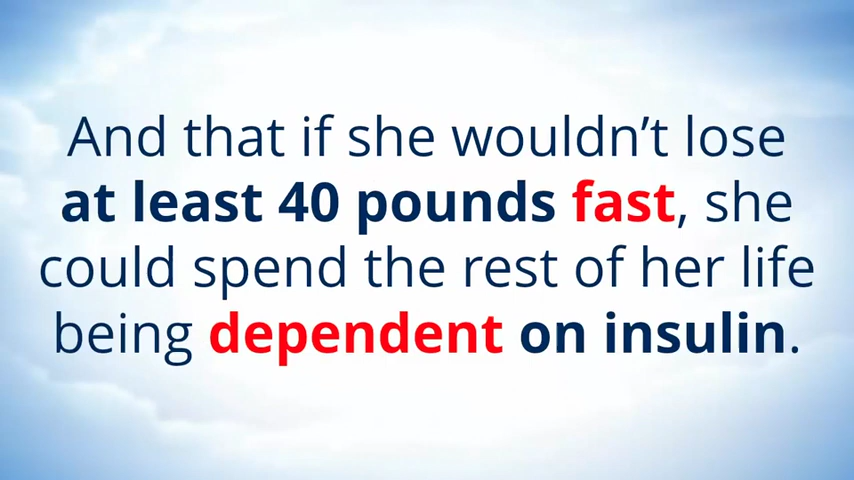 And that if she wouldn’t lose
at least 40 pounds fast, she
could spend the rest of her life
being dependent on insulin.